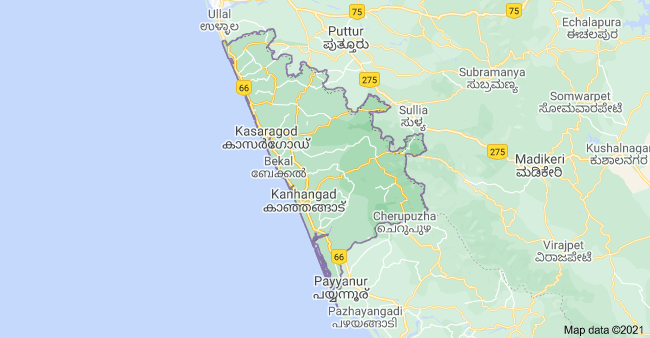 Ullal
ഉള്ളാല
75
75
Puttur
ಪುತ್ತೂರು
Echalapura
ಈಚಲಪುರ
275
Subramanya
ಸುಬ್ರಮಣ್ಯ
66
Somwarpet
ಸೋಮವಾರಪೇಟೆ
Sullia
ಸುಳ್ಯ
Kasaragod
കാസർഗോഡ്
Kushalnagar
ಕುಶಾಲನಗರ
275
Madikeri
ಮಡಿಕೇರಿ
Bekal
ബേക്കൽ
Kanhangad
കാഞ്ഞങ്ങാട്
Cherupuzha
ചെറുപുഴ
Virajpet
ವಿರಾಜಪೇಟೆ
66
Payyanur
പയ്യന്നൂര്
Pazhayangadi
പഴയങ്ങാടി
Map data ©2021